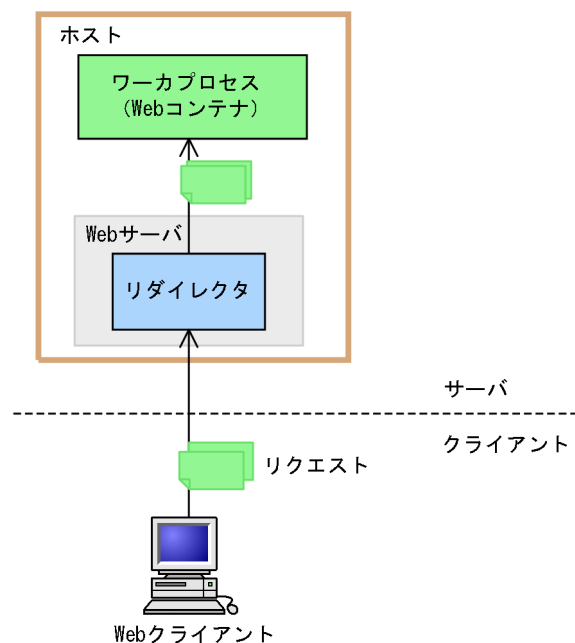 ホスト
ワーカプロセス
(Webコンテナ)
Webサーバ
リダイレクタ
サーバ
クライアント
リクエスト
Webクライアント